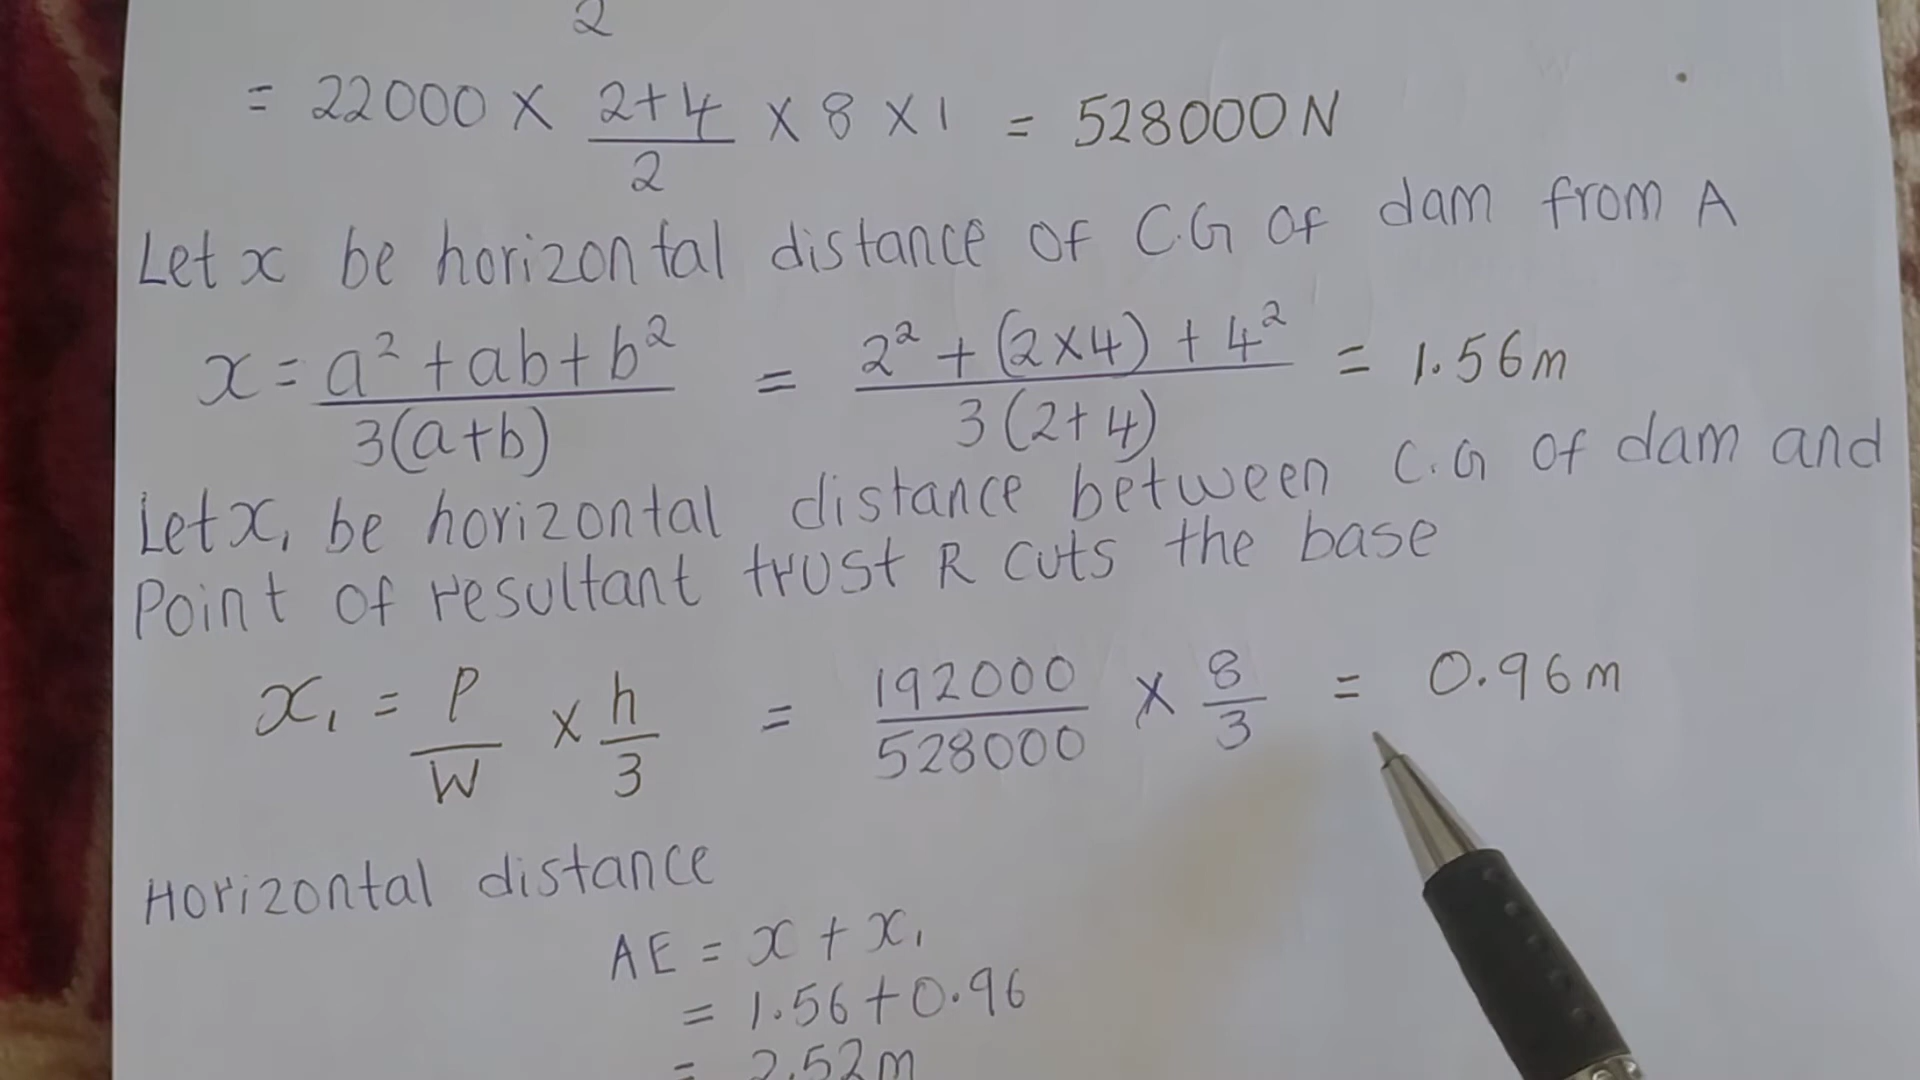 2
= 22000 × (2+4)/2 × 8 × 1 = 528000 N
Let x be horizontal distance of C.G of dam from A
x = (a² + ab + b²)/(3(a+b)) = (2² + (2×4) + 4²)/(3(2+4)) = 1.56m
Let x₁ be horizontal distance between C.G of dam and
Point of resultant trust R cuts the base
x₁ = P/W × h/3 = 192000/528000 × 8/3 = 0.96m
Horizontal distance
AE = x + x₁
= 1.56 + 0.96
= 2.52m